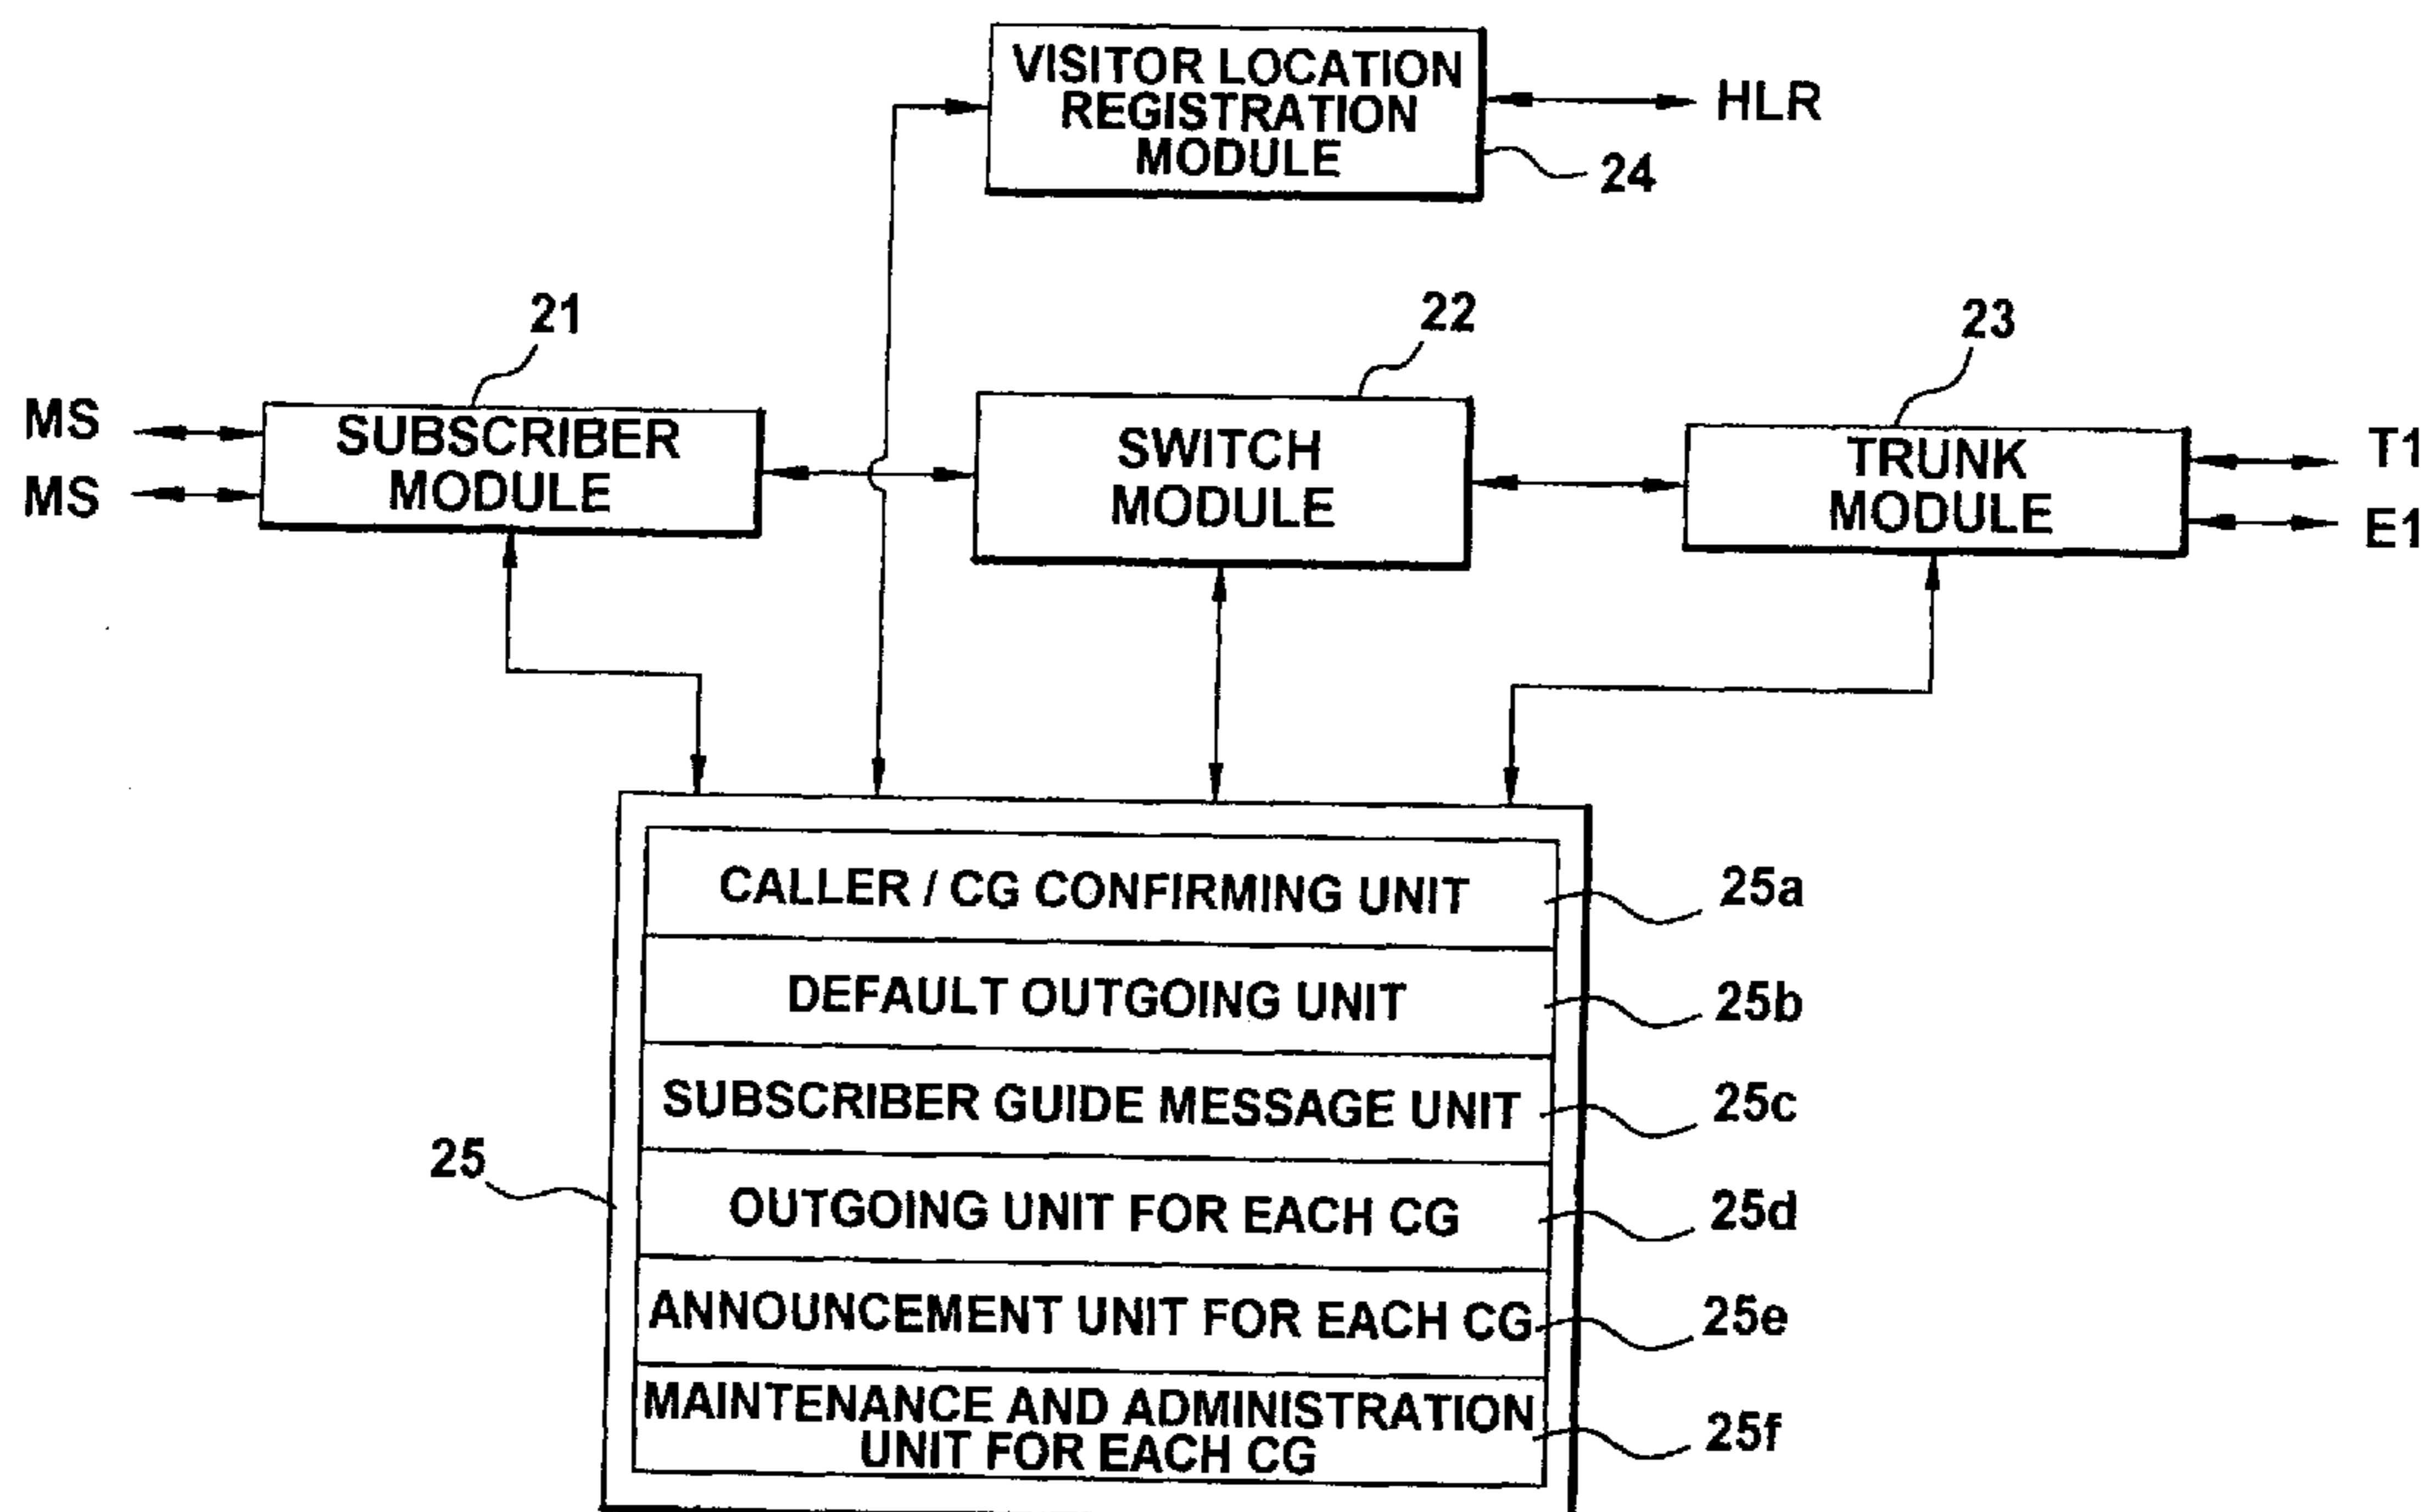 VISITOR LOCATION
REGISTRATION
MODULE
HLR
24
21
22
23
MS
MS
SUBSCRIBER
MODULE
SWITCH
MODULE
TRUNK
MODULE
T1
E1
CALLER / CG CONFIRMING UNIT
25a
DEFAULT OUTGOING UNIT
25b
SUBSCRIBER GUIDE MESSAGE UNIT
25c
25
OUTGOING UNIT FOR EACH CG
25d
ANNOUNCEMENT UNIT FOR EACH CG
25e
MAINTENANCE AND ADMINISTRATION
UNIT FOR EACH CG
25f